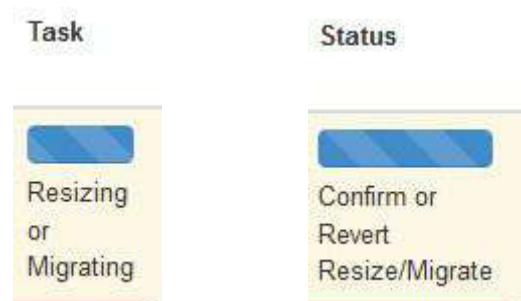 Task
Status
Resizing
or
Migrating
Confirm or
Revert
Resize/Migrate